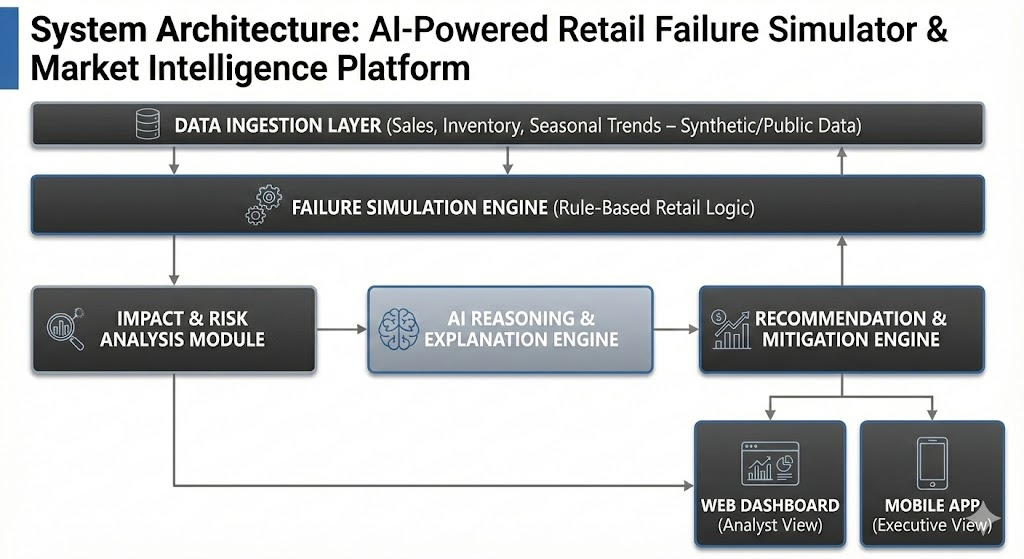 System Architecture: AI-Powered Retail Failure Simulator &
Market Intelligence Platform
DATA INGESTION LAYER (Sales, Inventory, Seasonal Trends – Synthetic/Public Data)
FAILURE SIMULATION ENGINE (Rule-Based Retail Logic)
IMPACT & RISK
ANALYSIS MODULE
AI REASONING &
EXPLANATION ENGINE
$
RECOMMENDATION &
MITIGATION ENGINE
WEB DASHBOARD
(Analyst View)
MOBILE APP
(Executive View)